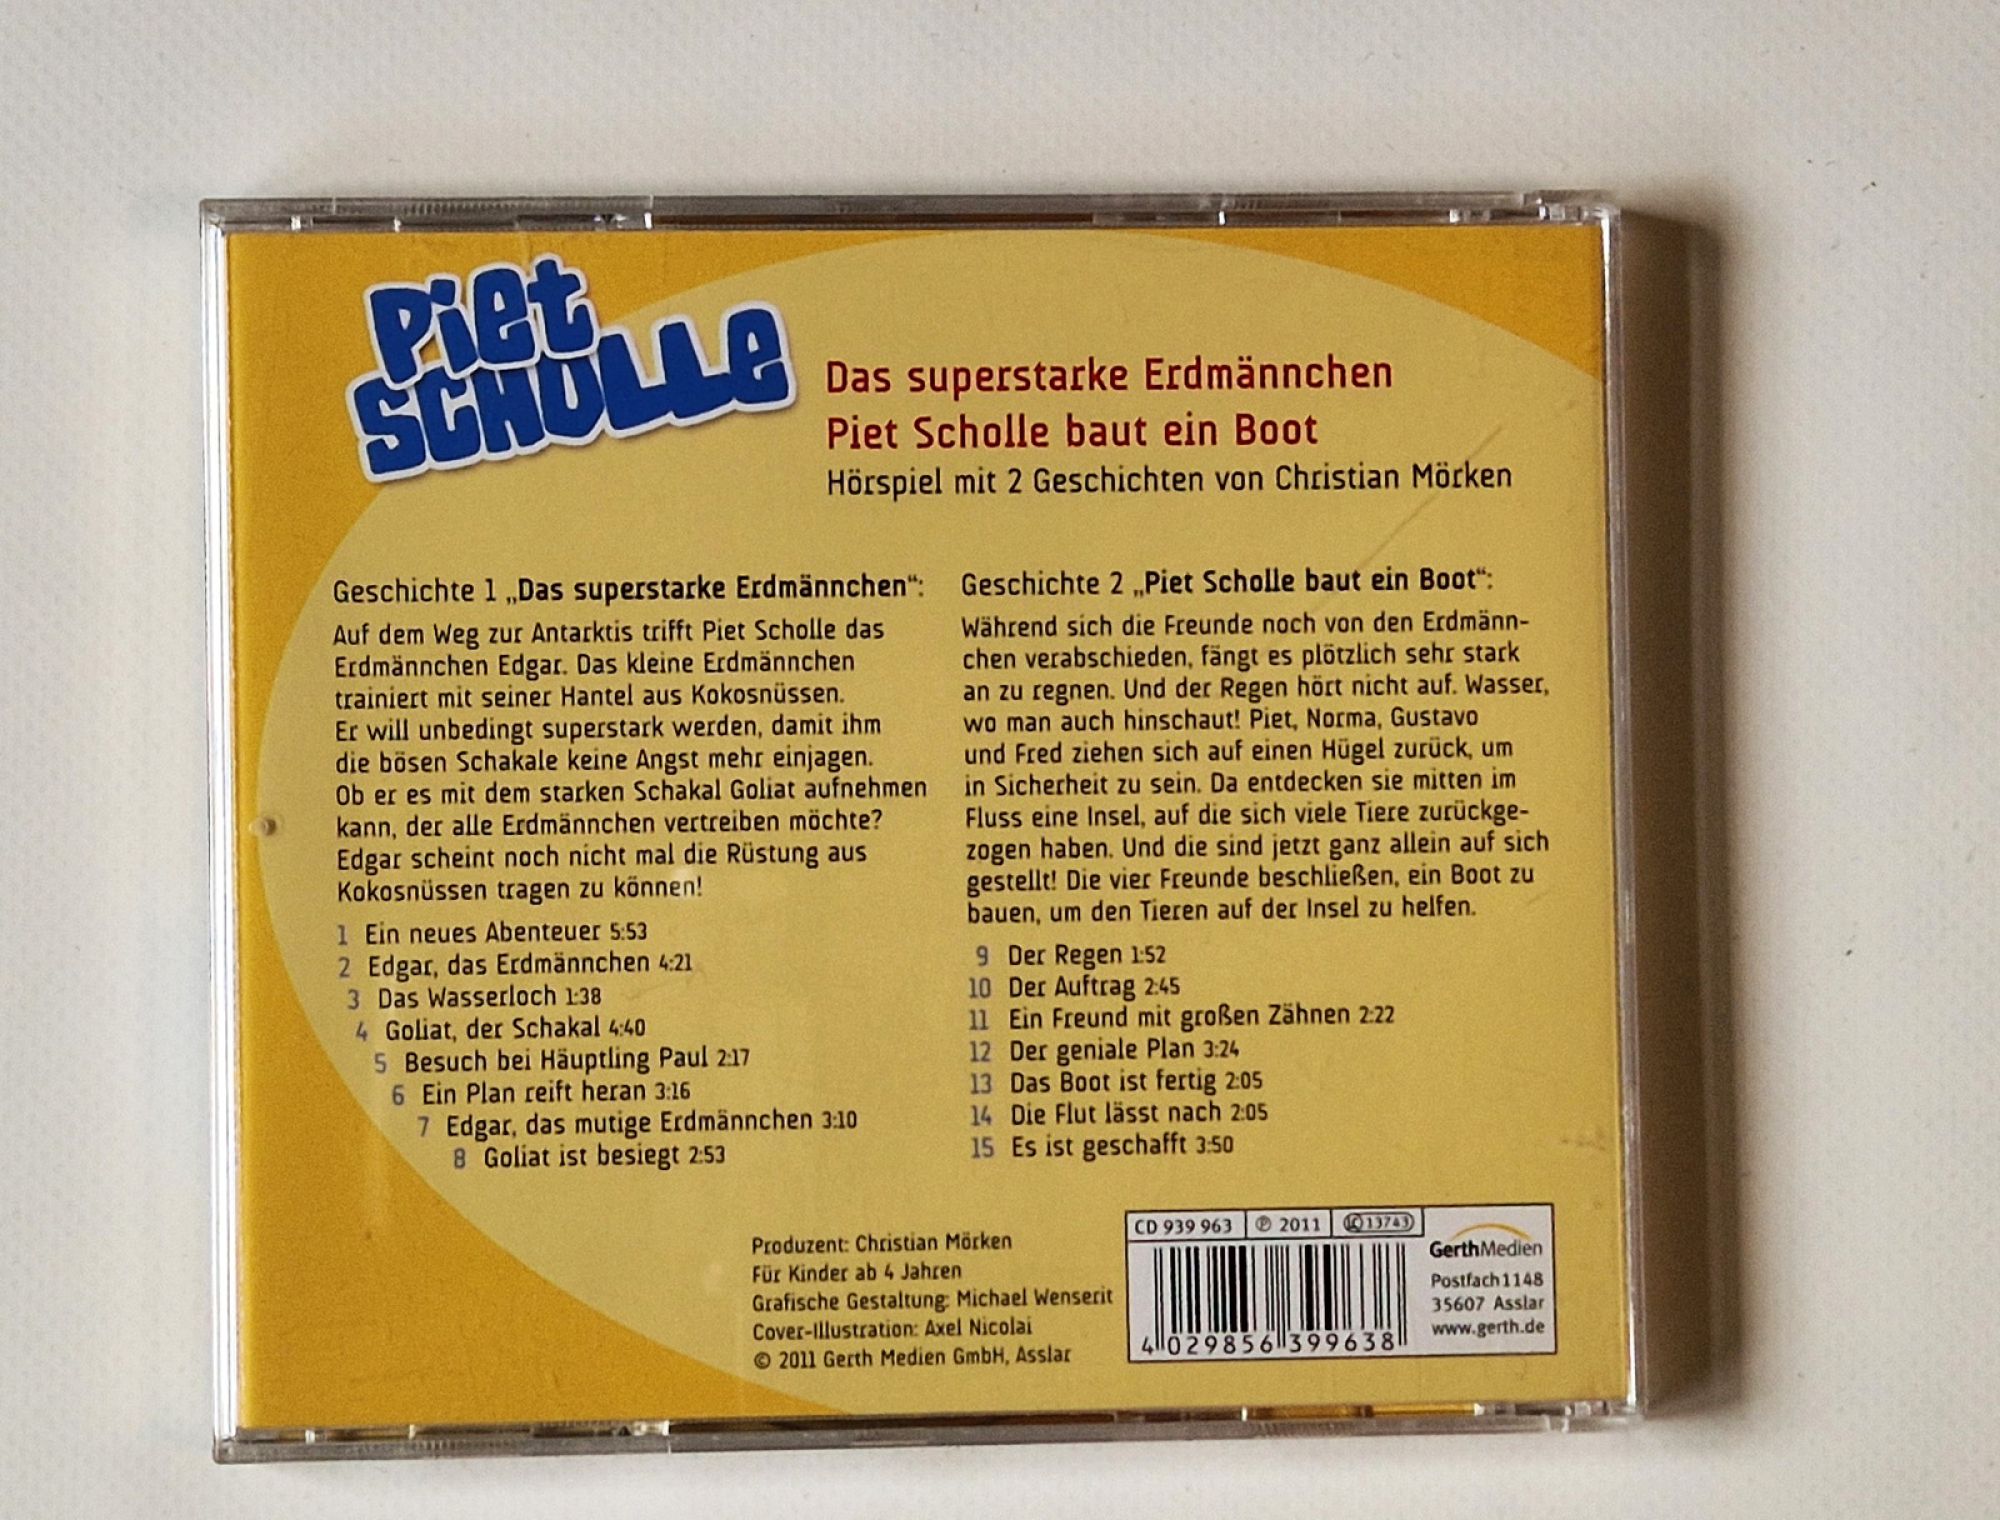 Piet
SCHOLLE
Das superstarke Erdmännchen
Piet Scholle baut ein Boot
Hörspiel mit 2 Geschichten von Christian Mörken
Geschichte 1 „Das superstarke Erdmännchen“:
Auf dem Weg zur Antarktis trifft Piet Scholle das
Erdmännchen Edgar. Das kleine Erdmännchen
trainiert mit seiner Hantel aus Kokosnüssen.
Er will unbedingt superstark werden, damit ihm
die bösen Schakale keine Angst mehr einjagen.
Ob er es mit dem starken Schakal Goliat aufnehmen
kann, der alle Erdmännchen vertreiben möchte?
Edgar scheint noch nicht mal die Rüstung aus
Kokosnüssen tragen zu können!
1 Ein neues Abenteuer 5:53
2 Edgar, das Erdmännchen 4:21
3 Das Wasserloch 1:38
4 Goliat, der Schakal 4:40
5 Besuch bei Häuptling Paul 2:17
6 Ein Plan reift heran 3:16
7 Edgar, das mutige Erdmännchen 3:10
8 Goliat ist besiegt 2:53
Geschichte 2 „Piet Scholle baut ein Boot“:
Während sich die Freunde noch von den Erdmänn-
chen verabschieden, fängt es plötzlich sehr stark
an zu regnen. Und der Regen hört nicht auf. Wasser,
wo man auch hinschaut! Piet, Norma, Gustavo
und Fred ziehen sich auf einen Hügel zurück, um
in Sicherheit zu sein. Da entdecken sie mitten im
Fluss eine Insel, auf die sich viele Tiere zurückge-
zogen haben. Und die sind jetzt ganz allein auf sich
gestellt! Die vier Freunde beschließen, ein Boot zu
bauen, um den Tieren auf der Insel zu helfen.
9 Der Regen 1:52
10 Der Auftrag 2:45
11 Ein Freund mit großen Zähnen 2:22
12 Der geniale Plan 3:24
13 Das Boot ist fertig 2:05
14 Die Flut lässt nach 2:05
15 Es ist geschafft 3:50
Produzent: Christian Mörken
Für Kinder ab 4 Jahren
Grafische Gestaltung: Michael Wenserit
Cover-Illustration: Axel Nicolai
© 2011 Gerth Medien GmbH, Asslar
CD 939 963 ℗ 2011 LC 13743
4 029856 399638
GerthMedien
Postfach 1148
35607 Asslar
www.gerth.de